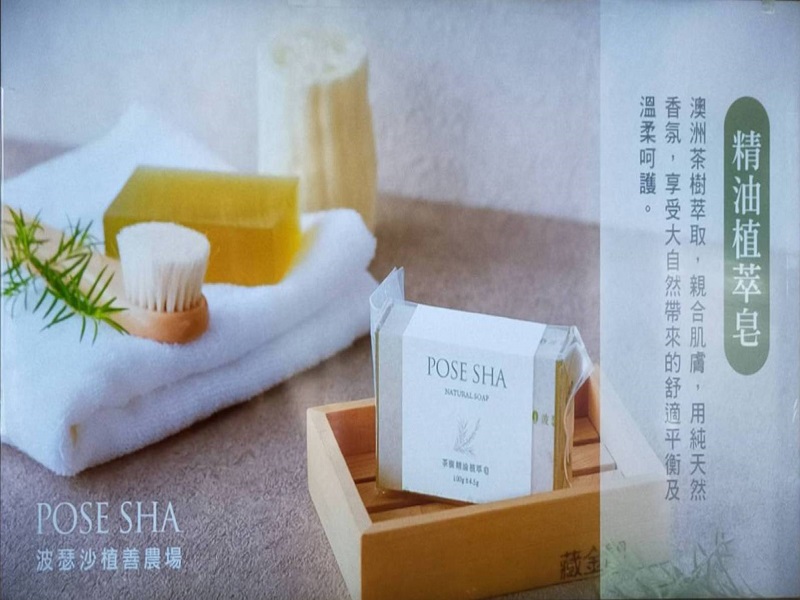 精油植萃皂
澳洲茶樹萃取，親合肌膚，用純天然
香氛，享受大自然帶來的舒適平衡及
溫柔呵護。
POSE SHA
NATURAL SOAP
茶樹精油植萃皂
100g±4.5g
POSE SHA
波瑟沙植善農場